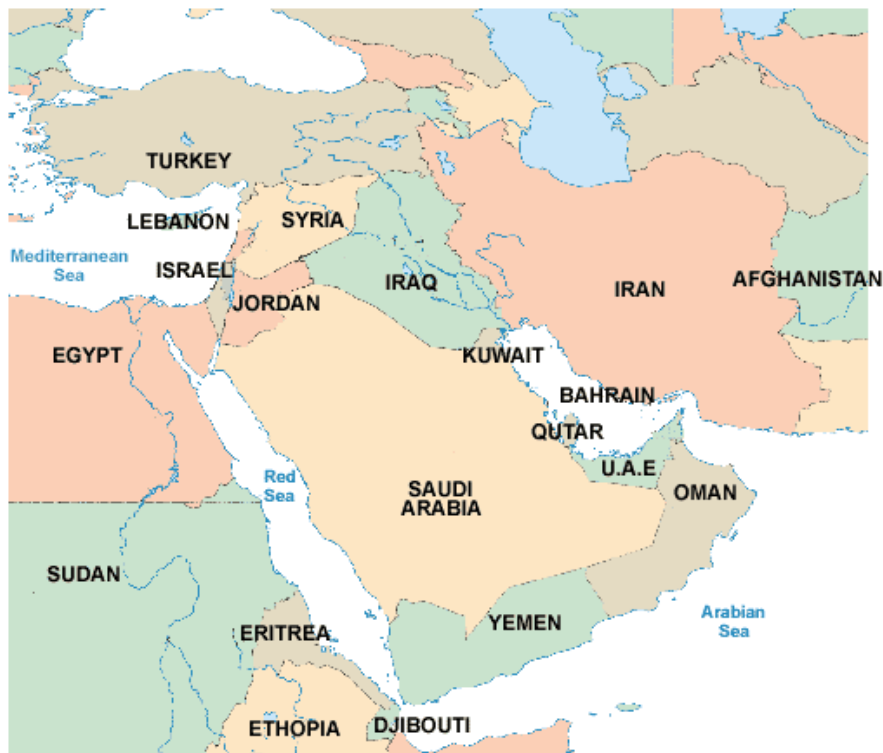 TURKEY
LEBANON
SYRIA
Mediterranean
Sea
ISRAEL
IRAQ
IRAN
AFGHANISTAN
JORDAN
EGYPT
KUWAIT
BAHRAIN
QUTAR
U.A.E
Red
Sea
SAUDI
ARABIA
OMAN
SUDAN
YEMEN
Arabian
Sea
ERITREA
ETHOPIA
DJIBOUTI